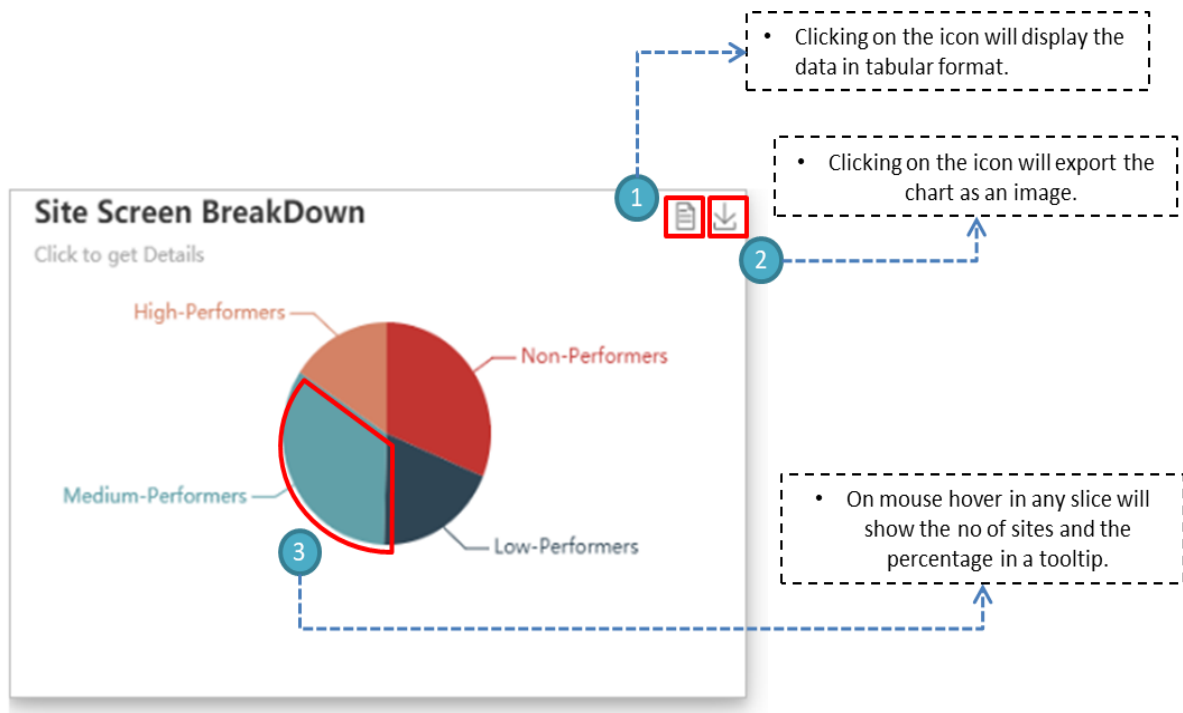 • Clicking on the icon will display the
data in tabular format.
• Clicking on the icon will export the
chart as an image.
1
Site Screen BreakDown
2
Click to get Details
High-Performers
Non-Performers
Medium-Performers
Low-Performers
• On mouse hover in any slice will
show the no of sites and the
percentage in a tooltip.
3